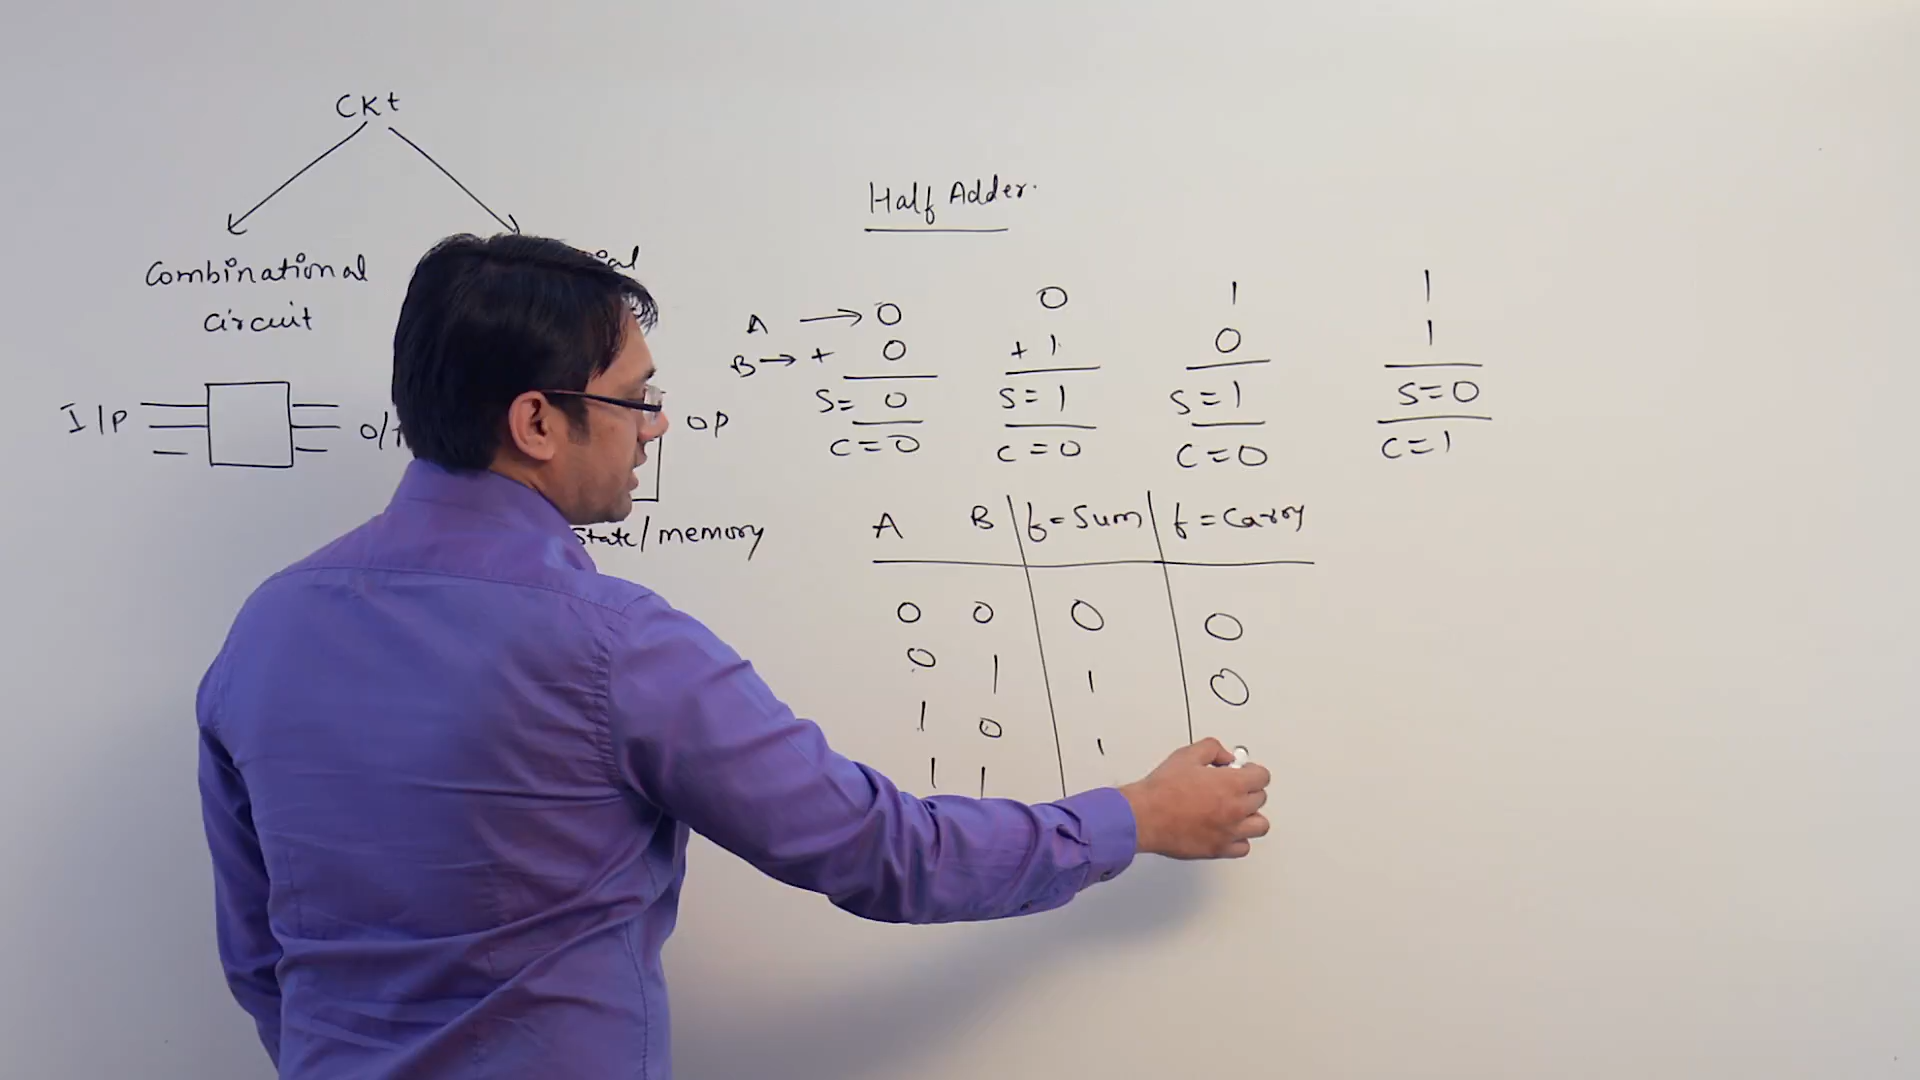 CKt
Combinational
Circuit
I/P
O/
OP
State/memory
Half Adder.
A → 0 0 1 1
B → + 0 + 1 0 1
S= 0 S= 1 S=1 S=0
C=0 C=0 C=0 C=1
A B f=Sum f=Carry
0 0 0 0
0 1 1 0
1 0 1
1 1